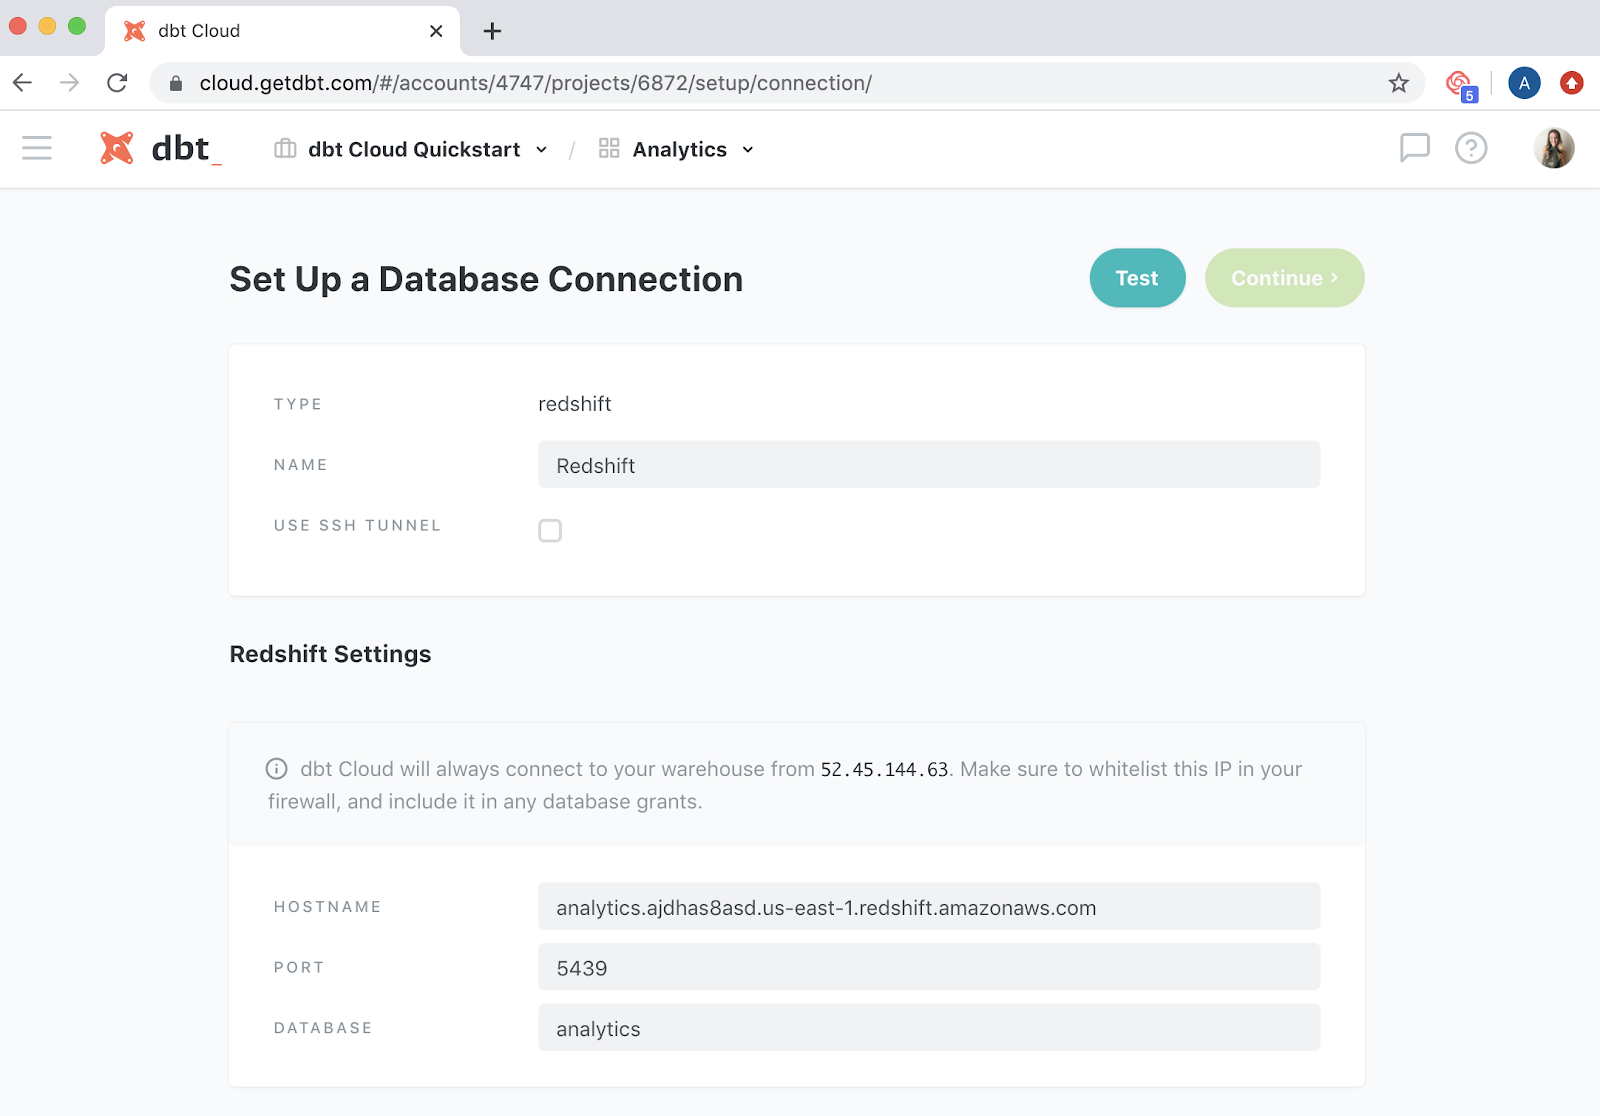 dbt Cloud
cloud.getdbt.com/#/accounts/4747/projects/6872/setup/connection/
5
A
dbt_
dbt Cloud Quickstart / Analytics
Set Up a Database Connection
Test
Continue ›
TYPE redshift
NAME Redshift
USE SSH TUNNEL
Redshift Settings
dbt Cloud will always connect to your warehouse from 52.45.144.63. Make sure to whitelist this IP in your
firewall, and include it in any database grants.
HOSTNAME analytics.ajdhas8asd.us-east-1.redshift.amazonaws.com
PORT 5439
DATABASE analytics